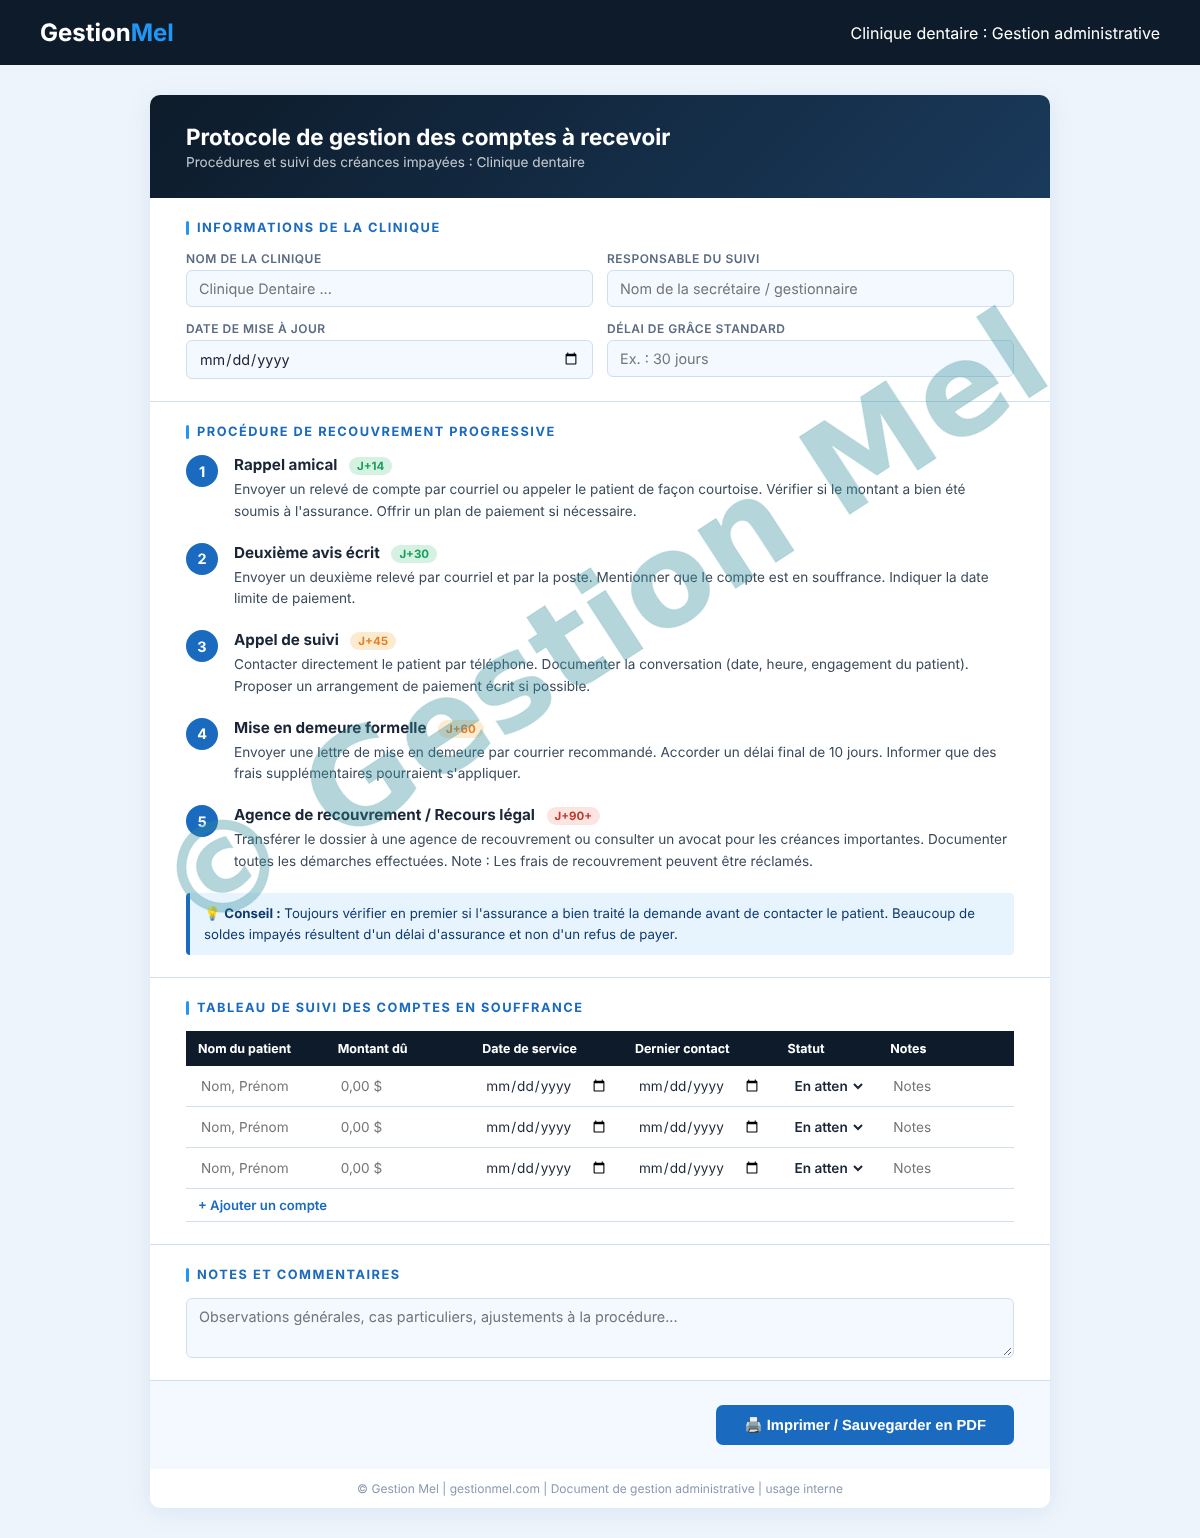 GestionMel
Clinique dentaire : Gestion administrative
Protocole de gestion des comptes à recevoir
Procédures et suivi des créances impayées : Clinique dentaire
INFORMATIONS DE LA CLINIQUE
NOM DE LA CLINIQUE
Clinique Dentaire ...
RESPONSABLE DU SUIVI
Nom de la secrétaire / gestionnaire
DATE DE MISE À JOUR
mm/dd/yyyy
DÉLAI DE GRÂCE STANDARD
Ex. : 30 jours
PROCÉDURE DE RECOUVREMENT PROGRESSIVE
1 Rappel amical J+14
Envoyer un relevé de compte par courriel ou appeler le patient de façon courtoise. Vérifier si le montant a bien été
soumis à l'assurance. Offrir un plan de paiement si nécessaire.
2 Deuxième avis écrit J+30
Envoyer un deuxième relevé par courriel et par la poste. Mentionner que le compte est en souffrance. Indiquer la date
limite de paiement.
3 Appel de suivi J+45
Contacter directement le patient par téléphone. Documenter la conversation (date, heure, engagement du patient).
Proposer un arrangement de paiement écrit si possible.
4 Mise en demeure formelle J+60
Envoyer une lettre de mise en demeure par courrier recommandé. Accorder un délai final de 10 jours. Informer que des
frais supplémentaires pourraient s'appliquer.
5 Agence de recouvrement / Recours légal J+90+
Transférer le dossier à une agence de recouvrement ou consulter un avocat pour les créances importantes. Documenter
toutes les démarches effectuées. Note : Les frais de recouvrement peuvent être réclamés.
💡 Conseil : Toujours vérifier en premier si l'assurance a bien traité la demande avant de contacter le patient. Beaucoup de
soldes impayés résultent d'un délai d'assurance et non d'un refus de payer.
© Gestion Mel
TABLEAU DE SUIVI DES COMPTES EN SOUFFRANCE
Nom du patient Montant dû Date de service Dernier contact Statut Notes
Nom, Prénom 0,00 $ mm/dd/yyyy mm/dd/yyyy En atten Notes
Nom, Prénom 0,00 $ mm/dd/yyyy mm/dd/yyyy En atten Notes
Nom, Prénom 0,00 $ mm/dd/yyyy mm/dd/yyyy En atten Notes
+ Ajouter un compte
NOTES ET COMMENTAIRES
Observations générales, cas particuliers, ajustements à la procédure...
🖨️ Imprimer / Sauvegarder en PDF
© Gestion Mel | gestionmel.com | Document de gestion administrative | usage interne